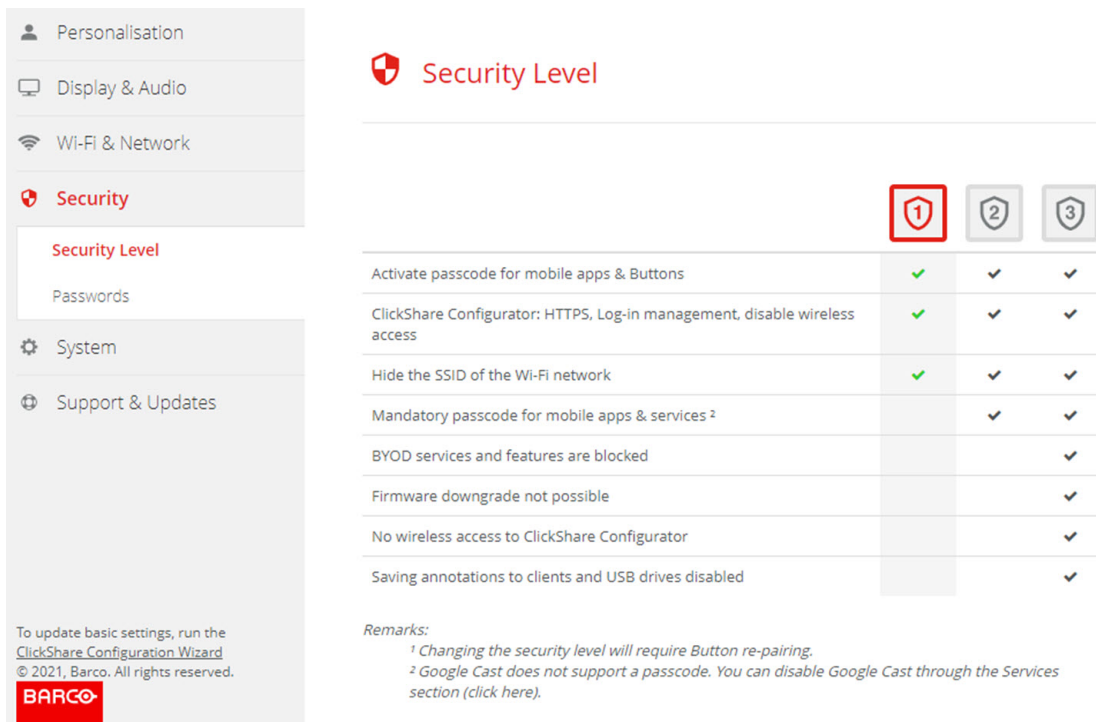 Personalisation
Display & Audio
Wi-Fi & Network
Security
Security Level
Passwords
System
Support & Updates
To update basic settings, run the
ClickShare Configuration Wizard
© 2021, Barco. All rights reserved.
BARCO
Security Level
1 2 3
Activate passcode for mobile apps & Buttons
ClickShare Configurator: HTTPS, Log-in management, disable wireless
access
Hide the SSID of the Wi-Fi network
Mandatory passcode for mobile apps & services ²
BYOD services and features are blocked
Firmware downgrade not possible
No wireless access to ClickShare Configurator
Saving annotations to clients and USB drives disabled
Remarks:
¹ Changing the security level will require Button re-pairing.
² Google Cast does not support a passcode. You can disable Google Cast through the Services
section (click here).